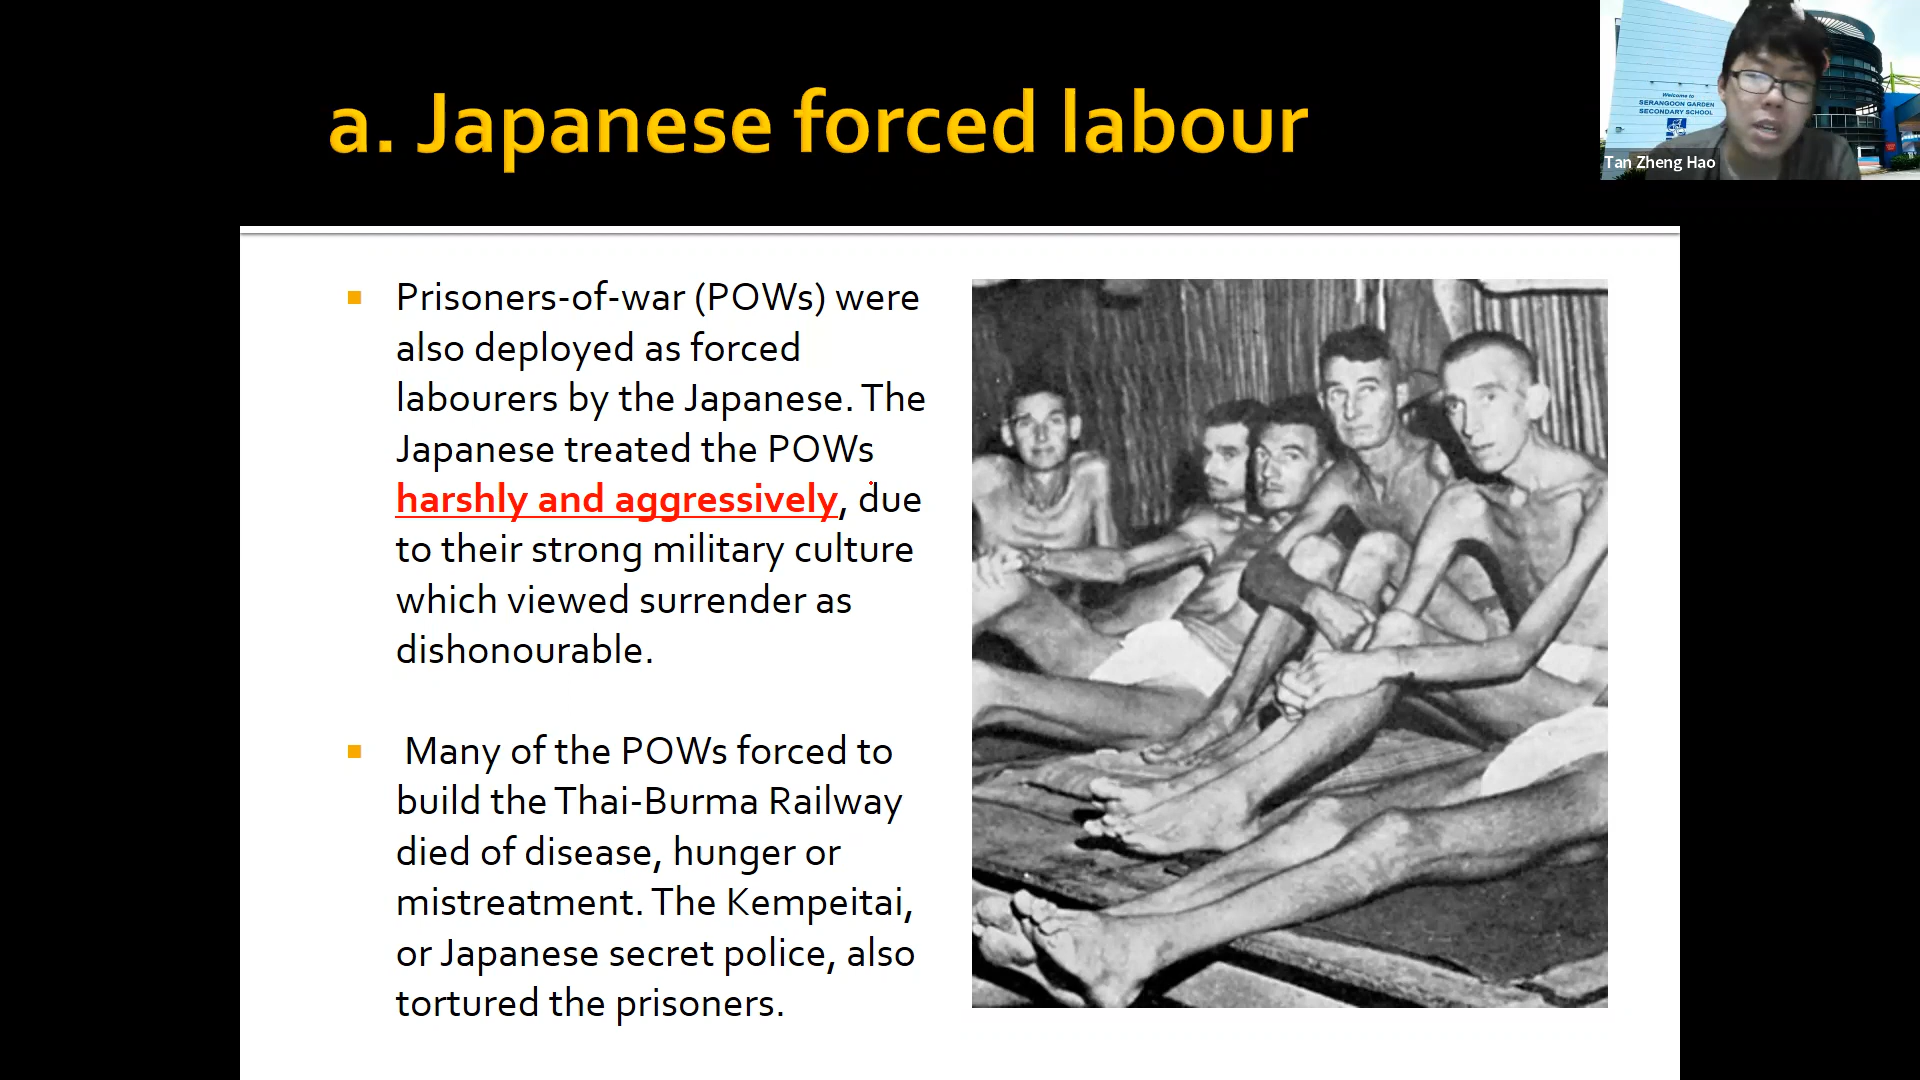 a. Japanese forced labour
Welcome to
SERANGOON GARDEN
SECONDARY SCHOOL
Tan Zheng Hao
Prisoners-of-war (POWs) were
also deployed as forced
labourers by the Japanese. The
Japanese treated the POWs
harshly and aggressively, due
to their strong military culture
which viewed surrender as
dishonourable.
Many of the POWs forced to
build the Thai-Burma Railway
died of disease, hunger or
mistreatment. The Kempeitai,
or Japanese secret police, also
tortured the prisoners.